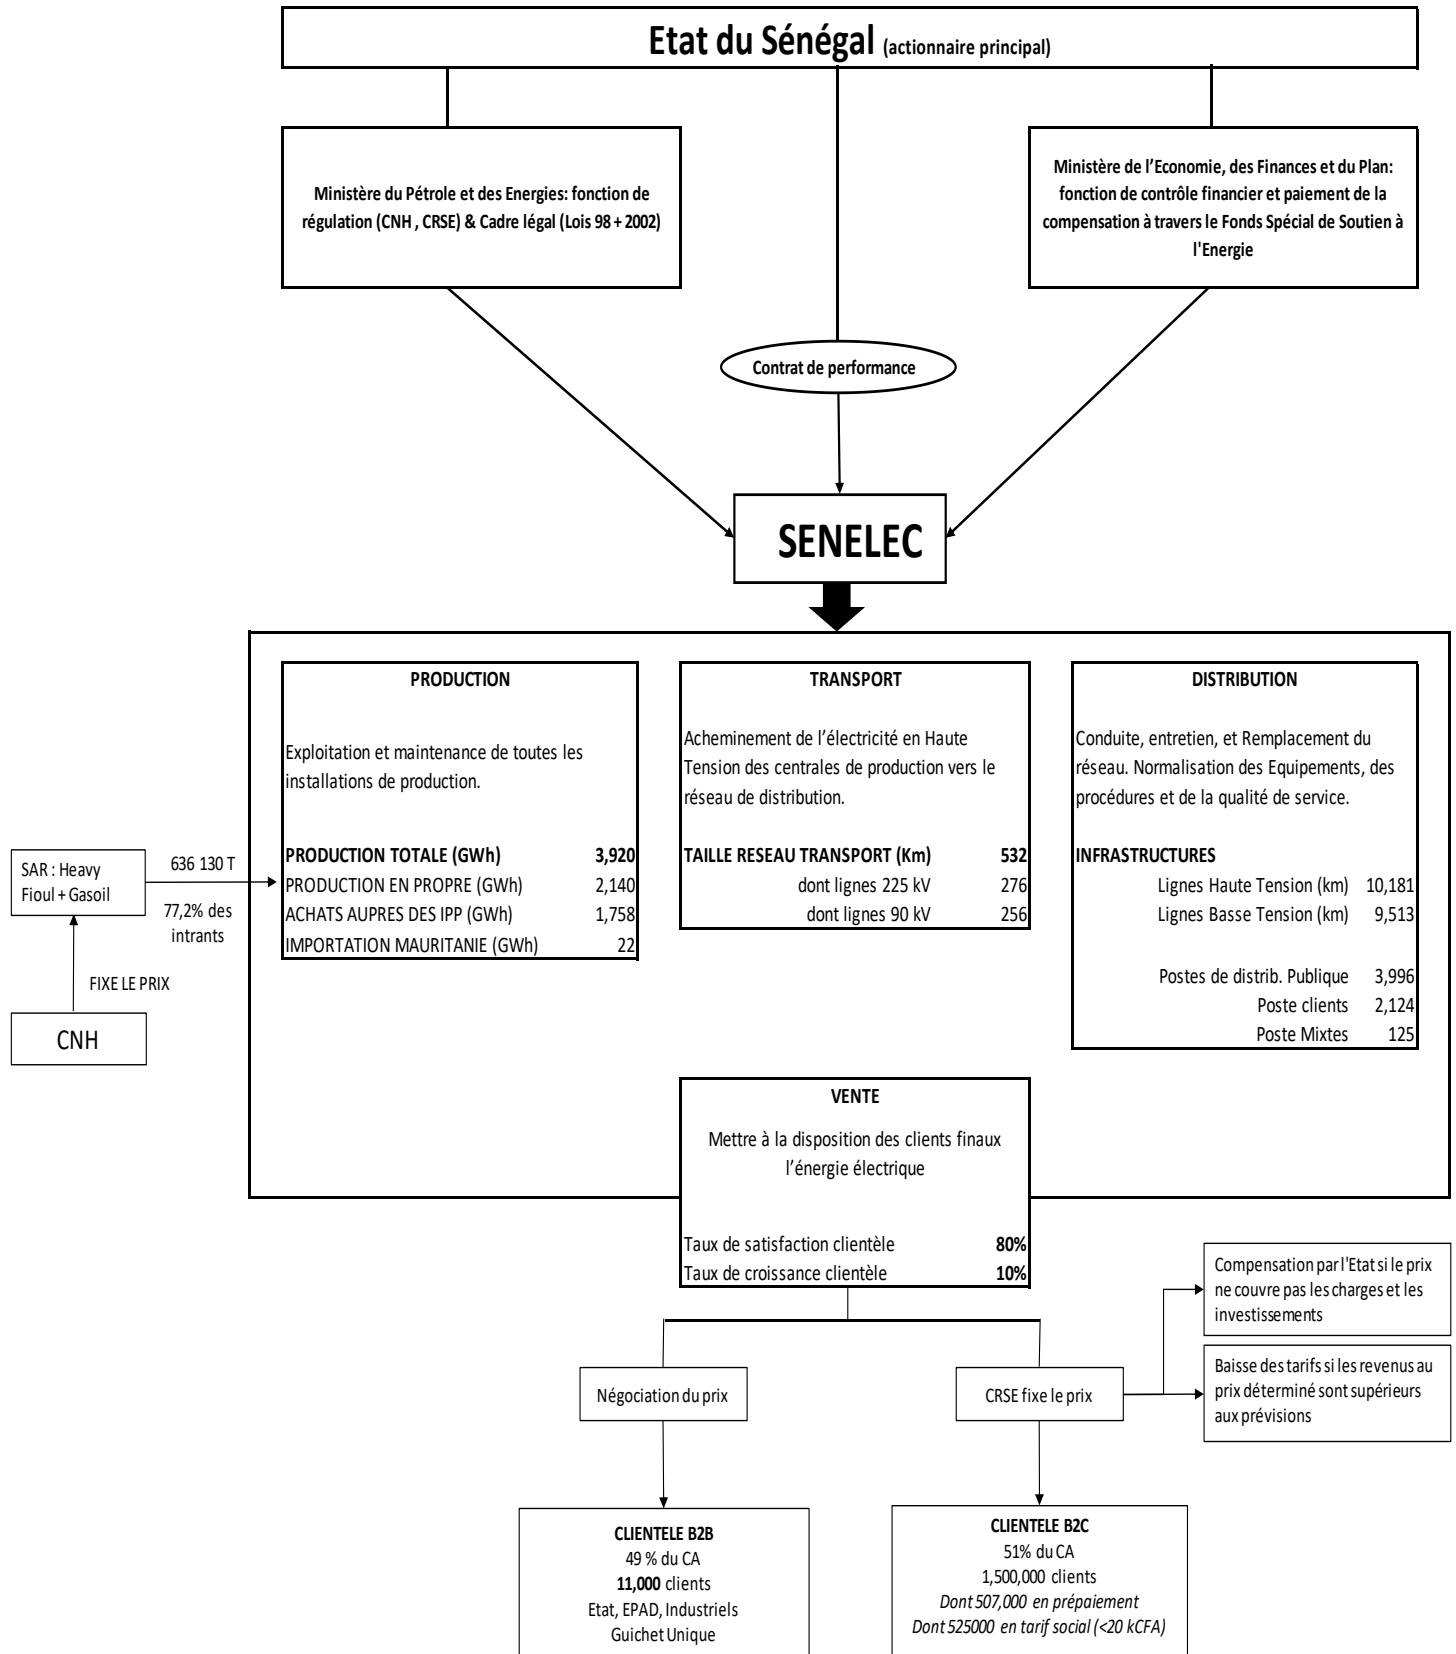 Etat du Sénégal (actionnaire principal)
Ministère du Pétrole et des Energies: fonction de
régulation (CNH , CRSE) & Cadre légal (Lois 98 + 2002)
Ministère de l'Economie, des Finances et du Plan:
fonction de contrôle financier et paiement de la
compensation à travers le Fonds Spécial de Soutien à
l'Energie
Contrat de performance
SENELEC
PRODUCTION
Exploitation et maintenance de toutes les
installations de production.
PRODUCTION TOTALE (GWh) 3,920
PRODUCTION EN PROPRE (GWh) 2,140
ACHATS AUPRES DES IPP (GWh) 1,758
IMPORTATION MAURITANIE (GWh) 22
TRANSPORT
Acheminement de l'électricité en Haute
Tension des centrales de production vers le
réseau de distribution.
TAILLE RESEAU TRANSPORT (Km) 532
dont lignes 225 kV 276
dont lignes 90 kV 256
DISTRIBUTION
Conduite, entretien, et Remplacement du
réseau. Normalisation des Equipements, des
procédures et de la qualité de service.
INFRASTRUCTURES
Lignes Haute Tension (km) 10,181
Lignes Basse Tension (km) 9,513
Postes de distrib. Publique 3,996
Poste clients 2,124
Poste Mixtes 125
SAR : Heavy
Fioul + Gasoil
636 130 T
77,2% des
intrants
FIXE LE PRIX
CNH
VENTE
Mettre à la disposition des clients finaux
l'énergie électrique
Taux de satisfaction clientèle 80%
Taux de croissance clientèle 10%
Négociation du prix
CRSE fixe le prix
Compensation par l'Etat si le prix
ne couvre pas les charges et les
investissements
Baisse des tarifs si les revenus au
prix déterminé sont supérieurs
aux prévisions
CLIENTELE B2B
49 % du CA
11,000 clients
Etat, EPAD, Industriels
Guichet Unique
CLIENTELE B2C
51% du CA
1,500,000 clients
Dont 507,000 en prépaiement
Dont 525000 en tarif social (<20 kCFA)